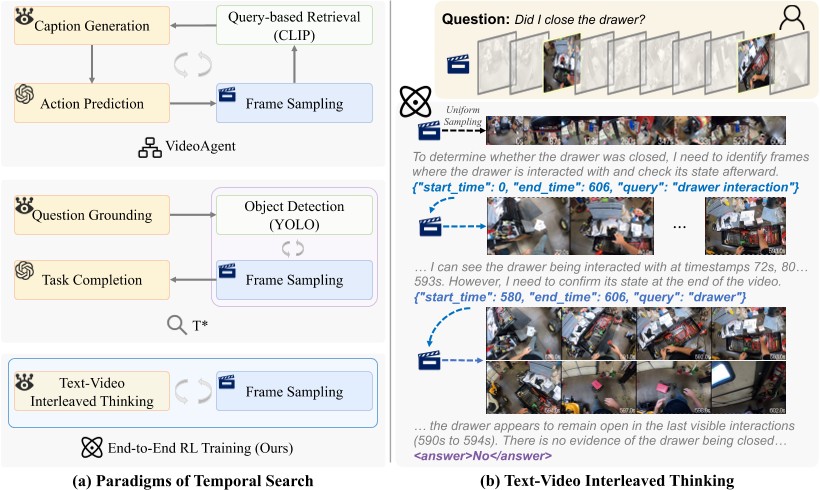 Caption Generation
Query-based Retrieval
(CLIP)
Action Prediction
Frame Sampling
VideoAgent
Question Grounding
Object Detection
(YOLO)
Task Completion
Frame Sampling
T*
Text-Video
Interleaved Thinking
Frame Sampling
End-to-End RL Training (Ours)
(a) Paradigms of Temporal Search
Question: Did I close the drawer?
Uniform
Sampling
To determine whether the drawer was closed, I need to identify frames
where the drawer is interacted with and check its state afterward.
{"start_time": 0, "end_time": 606, "query": "drawer interaction"}
...
… I can see the drawer being interacted with at timestamps 72s, 80…
593s. However, I need to confirm its state at the end of the video.
{"start_time": 580, "end_time": 606, "query": "drawer"}
… the drawer appears to remain open in the last visible interactions
(590s to 594s). There is no evidence of the drawer being closed…
<answer>No</answer>
(b) Text-Video Interleaved Thinking